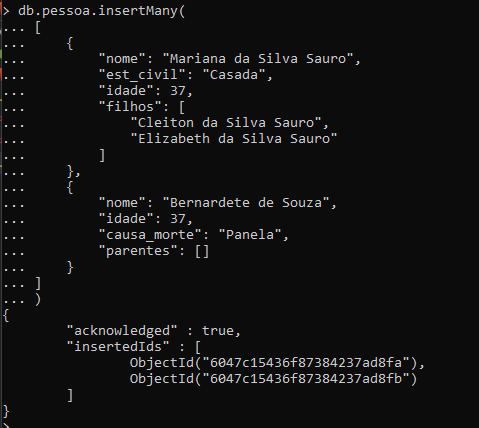 > db.pessoa.insertMany(
... [
...     {
...         "nome": "Mariana da Silva Sauro",
...         "est_civil": "Casada",
...         "idade": 37,
...         "filhos": [
...             "Cleiton da Silva Sauro",
...             "Elizabeth da Silva Sauro"
...         ]
...     },
...     {
...         "nome": "Bernardete de Souza",
...         "idade": 37,
...         "causa_morte": "Panela",
...         "parentes": []
...     }
... ]
... )
{
        "acknowledged" : true,
        "insertedIds" : [
                ObjectId("6047c15436f87384237ad8fa"),
                ObjectId("6047c15436f87384237ad8fb")
        ]
}
>